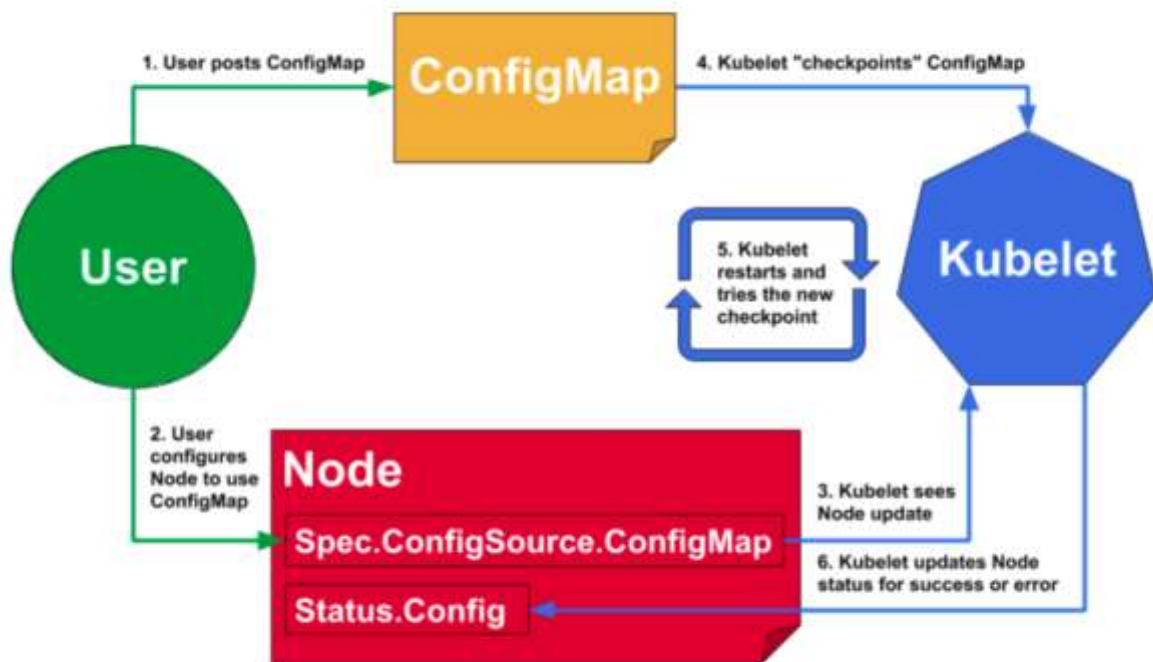 1. User posts ConfigMap
ConfigMap
4. Kubelet "checkpoints" ConfigMap
User
5. Kubelet
restarts and
tries the new
checkpoint
Kubelet
2. User
configures
Node to use
ConfigMap
Node
Spec.ConfigSource.ConfigMap
Status.Config
3. Kubelet sees
Node update
6. Kubelet updates Node
status for success or error